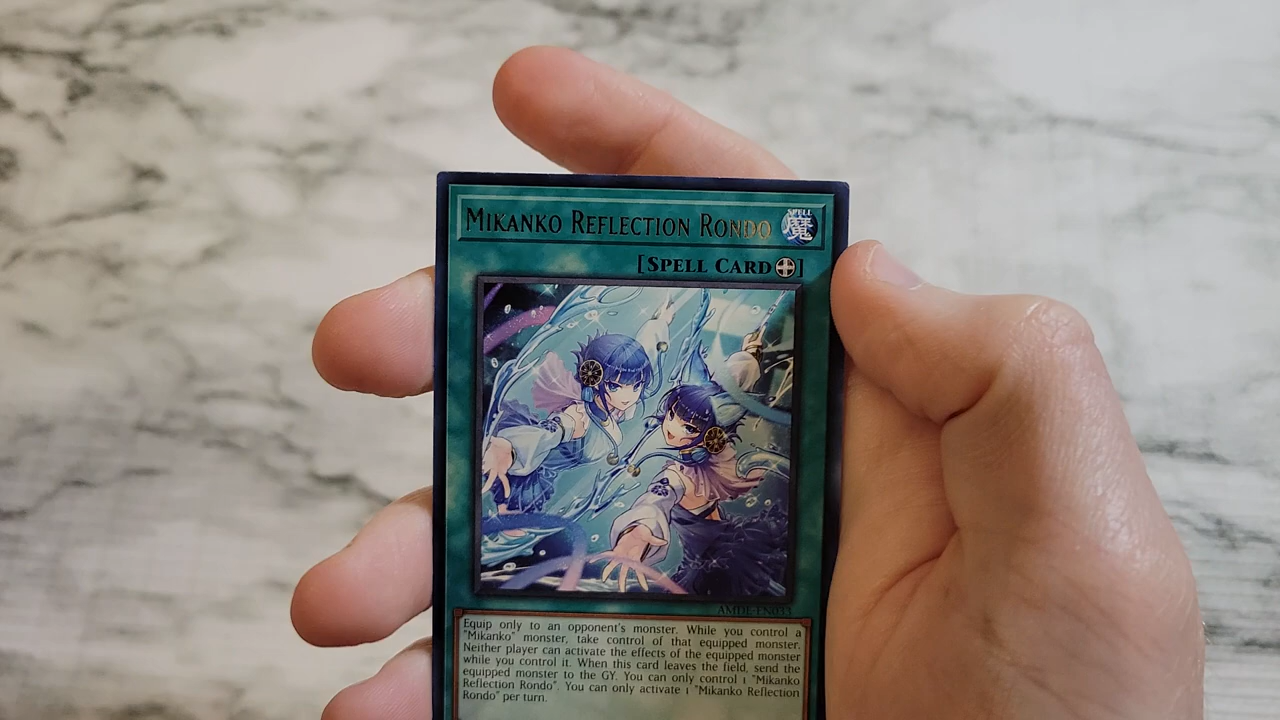 MIKANKO REFLECTION RONDO
SPELL
魔
[SPELL CARD]
AMDE-EN033
Equip only to an opponent's monster. While you control a
"Mikanko" monster, take control of that equipped monster.
Neither player can activate the effects of the equipped monster
while you control it. When this card leaves the field, send the
equipped monster to the GY. You can only control 1 "Mikanko
Reflection Rondo". You can only activate 1 "Mikanko Reflection
Rondo" per turn.